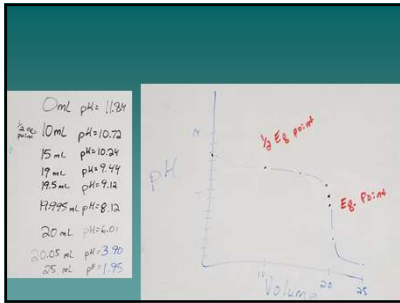 0mL pH=11.84
1/2 eq. point 10mL pH=10.72
15 mL pH=10.24
19 mL pH=9.44
19.5 mL pH=9.12
19.995 mL pH=8.12
20 mL pH=6.01
20.05 mL pH=3.90
25 mL pH=1.95
14
1/2 Eq. point
pH
Eq. Point
20
25
Volume